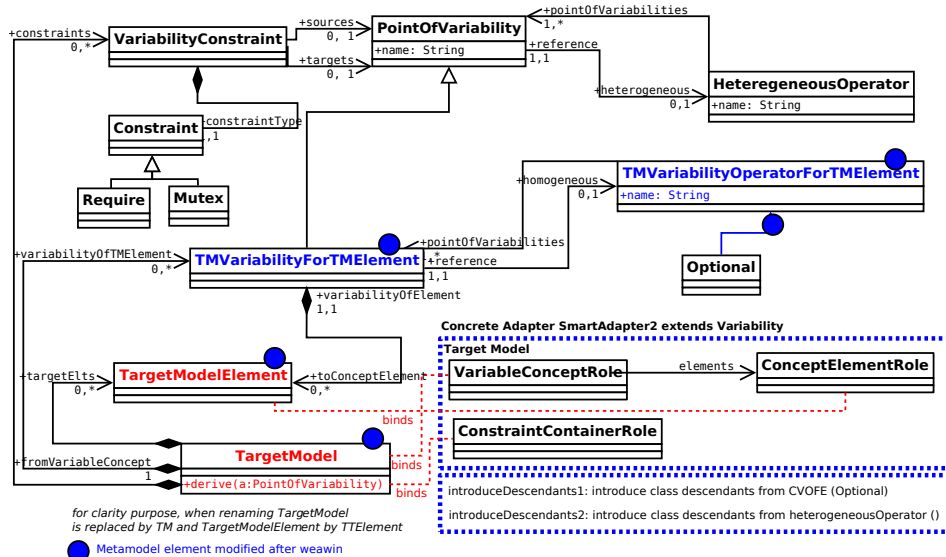 +constraints
0,*
VariabilityConstraint
+sources
0, 1
+targets
0, 1
PointOfVariability
+name: String
+pointOfVariabilities
1,*
+reference
1,1
+heterogeneous
0,1
HeteregeneousOperator
+name: String
Constraint
+constraintType
1,1
Require
Mutex
+homogeneous
0,1
TMVariabilityOperatorForTMElement
+name: String
Optional
+variabilityOfTMElement
0,*
TMVariabilityForTMElement
+pointOfVariabilities
*
+reference
1,1
+variabilityOfElement
1,1
+targetElts
0,*
TargetModelElement
+toConceptElement
0,*
Concrete Adapter SmartAdapter2 extends Variability
Target Model
VariableConceptRole
elements
ConceptElementRole
binds
ConstraintContainerRole
+fromVariableConcept
1
TargetModel
+derive(a:PointOfVariability)
binds
binds
introduceDescendants1: introduce class descendants from CVOFE (Optional)
introduceDescendants2: introduce class descendants from heterogeneousOperator ()
for clarity purpose, when renaming TargetModel
is replaced by TM and TargetModelElement by TTElement
Metamodel element modified after weawin